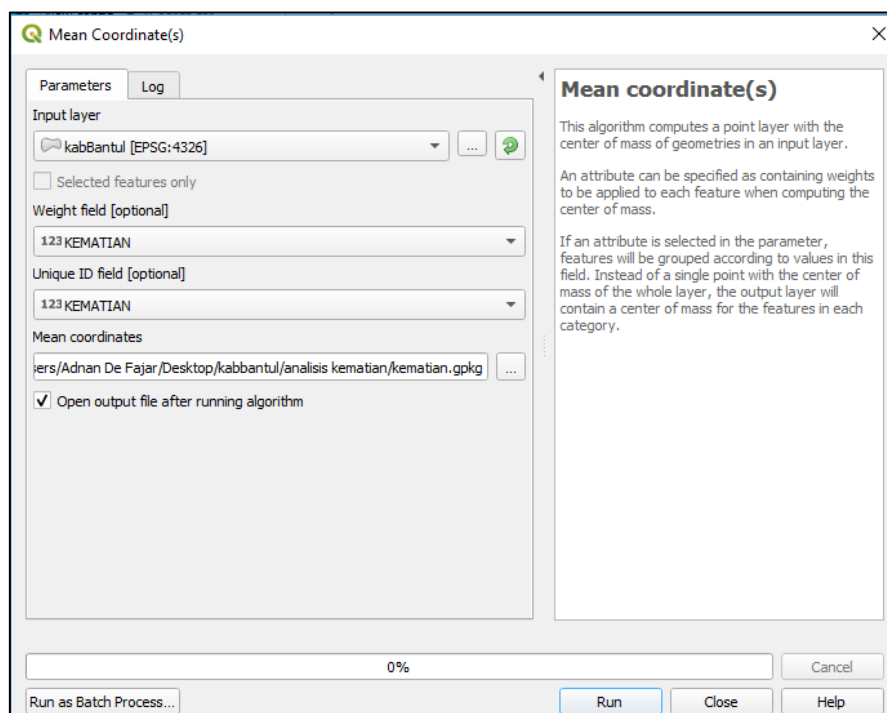 Mean Coordinate(s)
Parameters
Log
Input layer
kabBantul [EPSG:4326]
...
Selected features only
Weight field [optional]
123 KEMATIAN
Unique ID field [optional]
123 KEMATIAN
Mean coordinates
sers/Adnan De Fajar/Desktop/kabbantul/analisis kematian/kematian.gpkg
...
Open output file after running algorithm
Mean coordinate(s)
This algorithm computes a point layer with the
center of mass of geometries in an input layer.
An attribute can be specified as containing weights
to be applied to each feature when computing the
center of mass.
If an attribute is selected in the parameter,
features will be grouped according to values in this
field. Instead of a single point with the center of
mass of the whole layer, the output layer will
contain a center of mass for the features in each
category.
0%
Cancel
Run as Batch Process...
Run
Close
Help